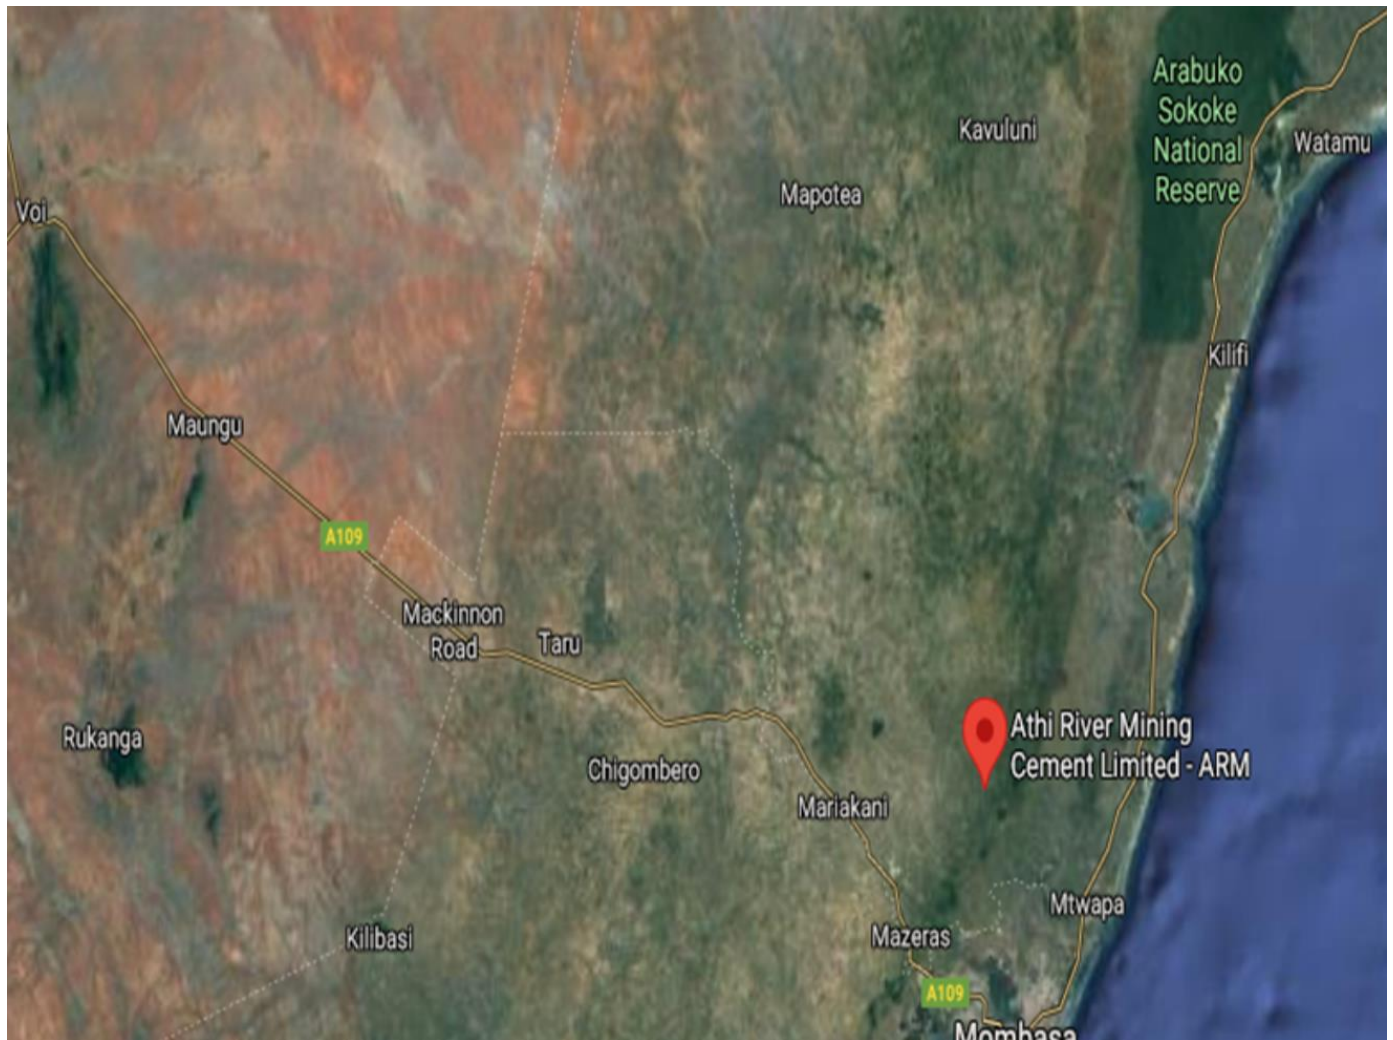 Arabuko
Sokoke
National
Reserve
Watamu
Kavuluni
Mapotea
Voi
Kilifi
Maungu
A109
Mackinnon
Road
Taru
Athi River Mining
Cement Limited - ARM
Rukanga
Chigombero
Mariakani
Mtwapa
Kilibasi
Mazeras
A109
Mombasa